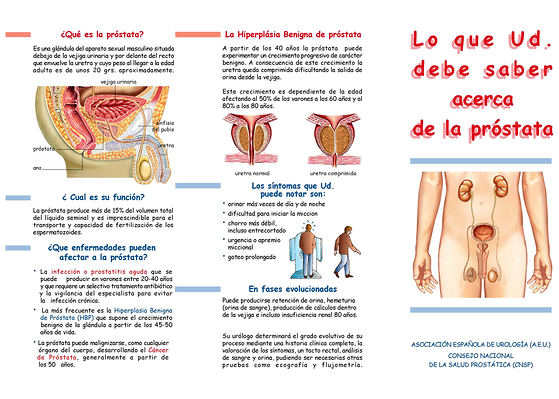 ¿Qué es la próstata?
Es una glándula del aparato sexual masculino situada
debajo de la vejiga urinaria y por delante del recto
que envuelve la uretra y cuyo peso al llegar a la edad
adulta es de unos 20 grs. aproximadamente.
vejiga urinaria
sínfisis
del pubis
uretra
próstata
ano
¿ Cual es su función?
La próstata produce mas de 15% del volumen total
del líquido seminal y es imprescindible para el
transporte y capacidad de fertilización de los
espermatozoides.
¿Que enfermedades pueden
afectar a la próstata?
* La infección o prostatitis aguda que se
puede producir en varones entre 20-40 años
y que requiere un selectivo tratamiento antibiótico
y la vigilancia del especialista para evitar
la infección crónica.
* La más frecuente es la Hiperplasia Benigna
de Próstata (HBP) que supone el crecimiento
benigno de la glándula a partir de los 45-50
años de vida.
* La próstata puede malignizarse, como cualquier
órgano del cuerpo, desarrollando el Cáncer
de Próstata, generalmente a partir de
los 50 años.
La Hiperplásia Benigna de próstata
A partir de los 40 años la próstata puede
experimentar un crecimiento progresivo de carácter
benigno. A consecuencia de este crecimiento la
uretra queda comprimida dificultando la salida de
orina desde la vejiga.
Este crecimiento es dependiente de la edad
afectando al 50% de los varones a los 60 años y al
80% a los 80 años.
uretra normal
uretra comprimida
Los síntomas que Ud.
puede notar son:
* orinar más veces de día y de noche
* dificultad para iniciar la miccion
* chorro más débil,
incluso entrecortado
* urgencia o apremio
miccional
* goteo prolongado
En fases evolucionadas
Puede producirse retención de orina, hematuria
(orina de sangre), producción de cálculos dentro
de la vejiga e incluso insuficiencia renal 80 años.
Su urólogo determinará el grado evolutivo de su
proceso mediante una historia clínica completa, la
valoración de los síntomas, un tacto rectal, análisis
de sangre y orina, pudiendo ser necesarias otras
pruebas como ecografía y flujometría.
Lo que Ud.
debe saber
acerca
de la próstata
ASOCIACIÓN ESPAÑOLA DE UROLOGÍA (A.E.U.)
CONSEJO NACIONAL
DE LA SALUD PROSTÁTICA (CNSP)